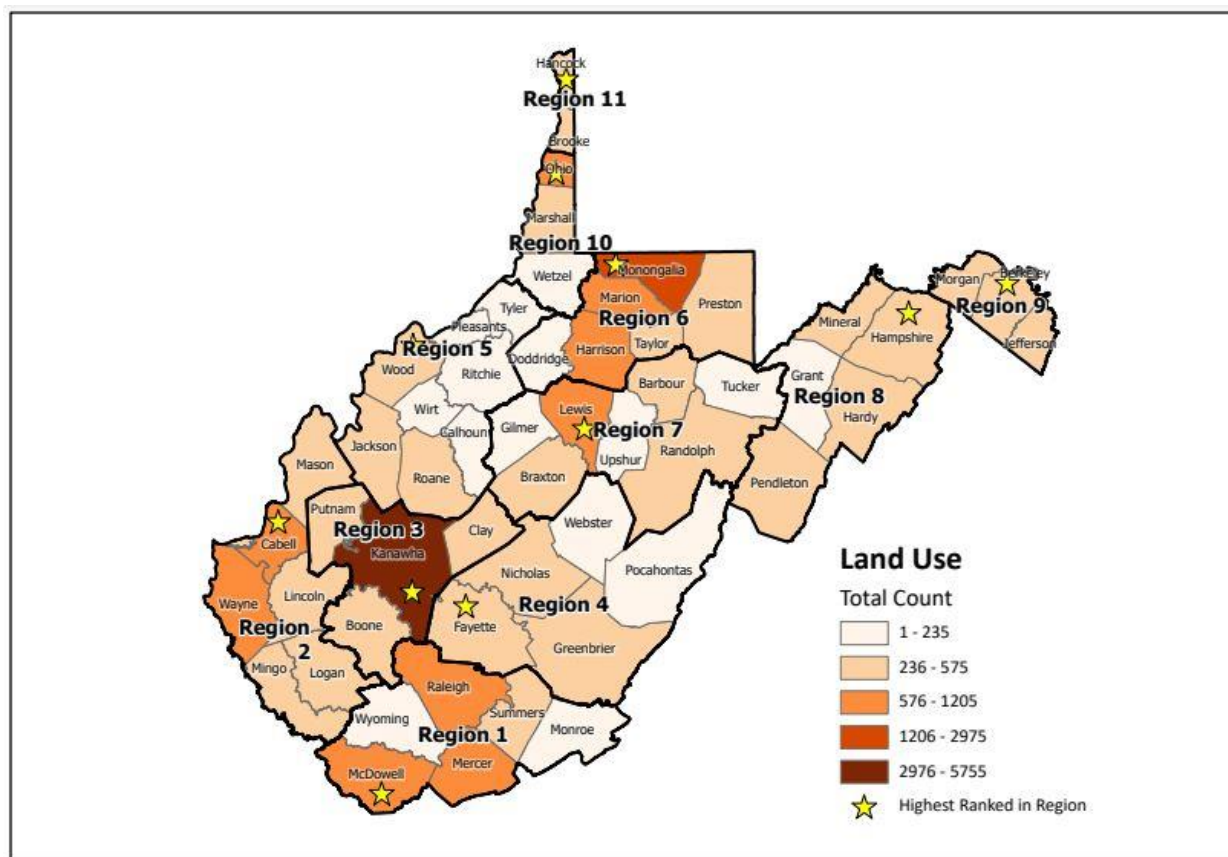 Hancock
Region 11
Brooke
Ohio
Marshall
Region 10
Wetzel
Monongalia
Marion
Preston
Region 6
Harrison
Taylor
Doddridge
Tyler
Pleasants
Region 5
Ritchie
Wood
Wirt
Calhoun
Jackson
Roane
Morgan
Berkeley
Region 9
Jefferson
Mineral
Hampshire
Grant
Region 8
Hardy
Pendleton
Barbour
Tucker
Lewis
Region 7
Gilmer
Upshur
Randolph
Braxton
Mason
Putnam
Region 3
Kanawha
Clay
Boone
Cabell
Wayne
Lincoln
Region
2
Mingo
Logan
Webster
Pocahontas
Nicholas
Region 4
Fayette
Greenbrier
Raleigh
Summers
Wyoming
Region 1
Monroe
McDowell
Mercer
Land Use
Total Count
1 - 235
236 - 575
576 - 1205
1206 - 2975
2976 - 5755
Highest Ranked in Region